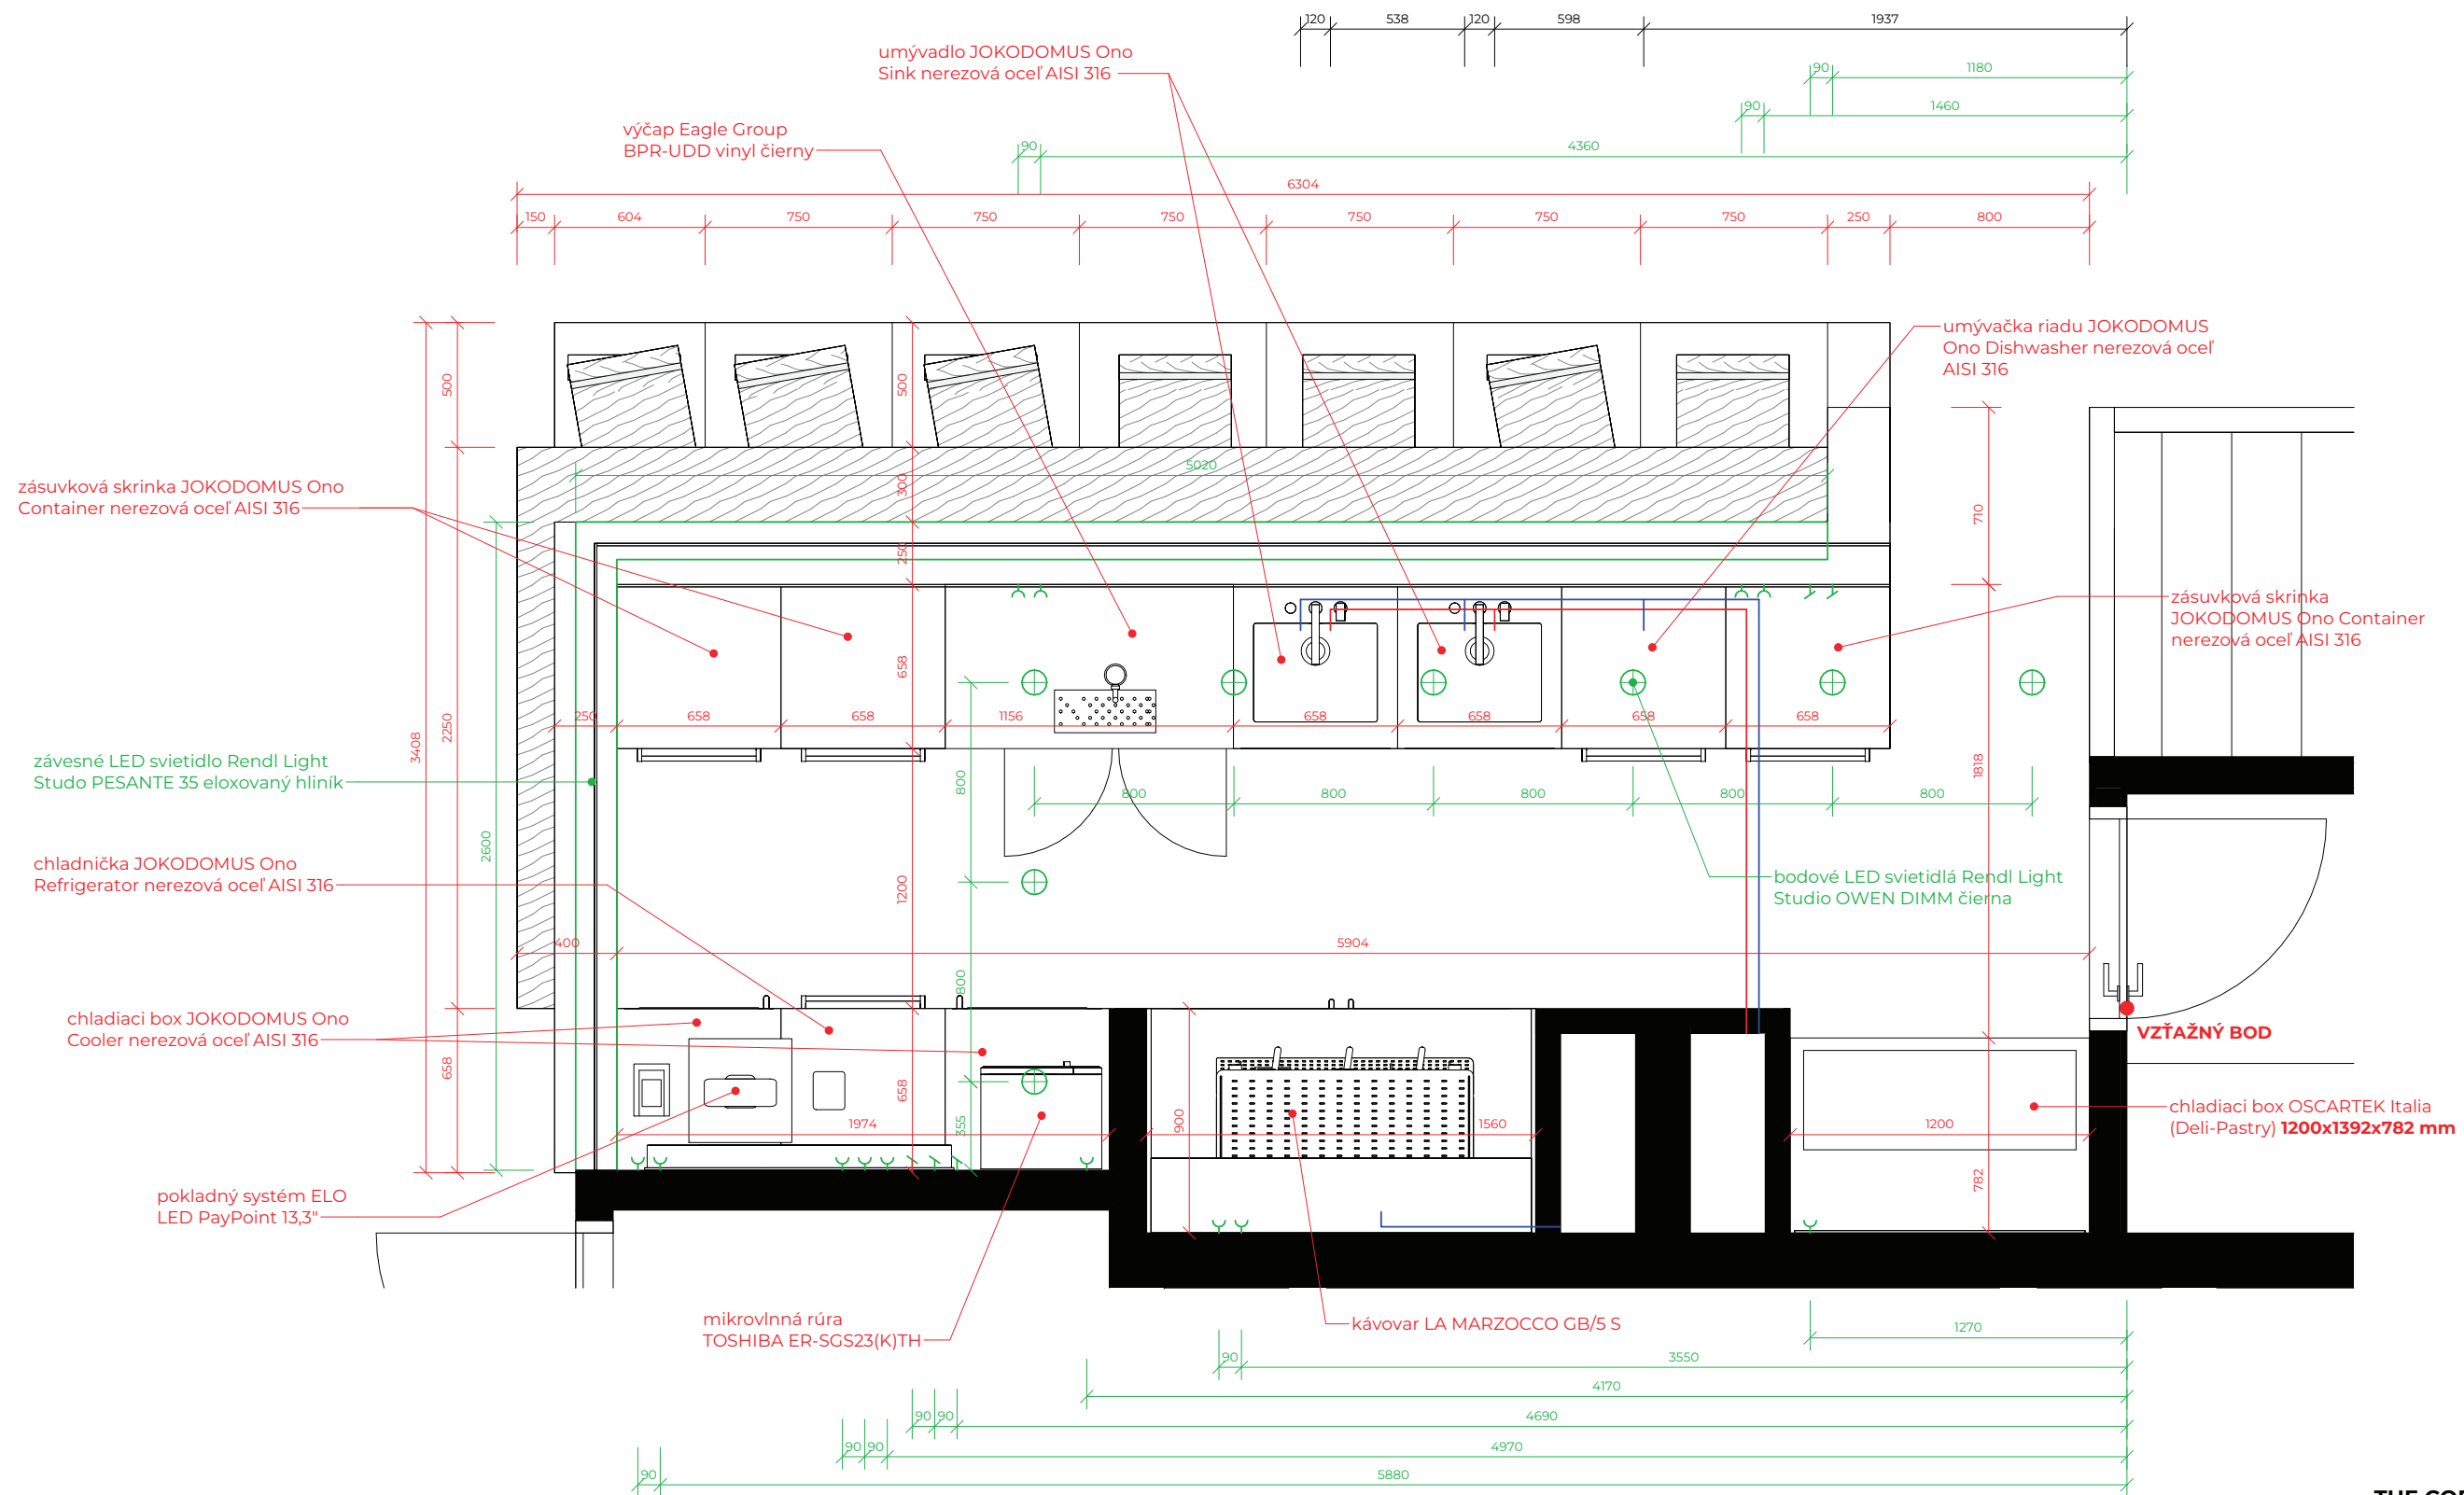 120 538 120 598 1937
umývadlo JOKODOMUS Ono
Sink nerezová oceľ AISI 316
90 1180
90 1460
výčap Eagle Group
BPR-UDD vinyl čierny
90 4360
6304
150 604 750 750 750 750 750 750 250 800
umývačka riadu JOKODOMUS
Ono Dishwasher nerezová oceľ
AISI 316
500
500
5020
300
zásuvková skrinka JOKODOMUS Ono
Container nerezová oceľ AISI 316
710
250
zásuvková skrinka
JOKODOMUS Ono Container
nerezová oceľ AISI 316
658
250 658 658 1156 658 658 658 658
3408
2250
závesné LED svietidlo Rendl Light
Studo PESANTE 35 eloxovaný hliník
800
1818
800 800 800 800 800
2600
chladnička JOKODOMUS Ono
Refrigerator nerezová oceľ AISI 316
1200
bodové LED svietidlá Rendl Light
Studio OWEN DIMM čierna
400 5904
800
chladiaci box JOKODOMUS Ono
Cooler nerezová oceľ AISI 316
VZŤAŽNÝ BOD
658
658
355
900
1974 1560 1200
chladiaci box OSCARTEK Italia
(Deli-Pastry) 1200x1392x782 mm
782
pokladný systém ELO
LED PayPoint 13,3"
mikrovlnná rúra
TOSHIBA ER-SGS23(K)TH
kávovar LA MARZOCCO GB/5 S
1270
90 3550
4170
90 90 4690
90 90 4970
90 5880